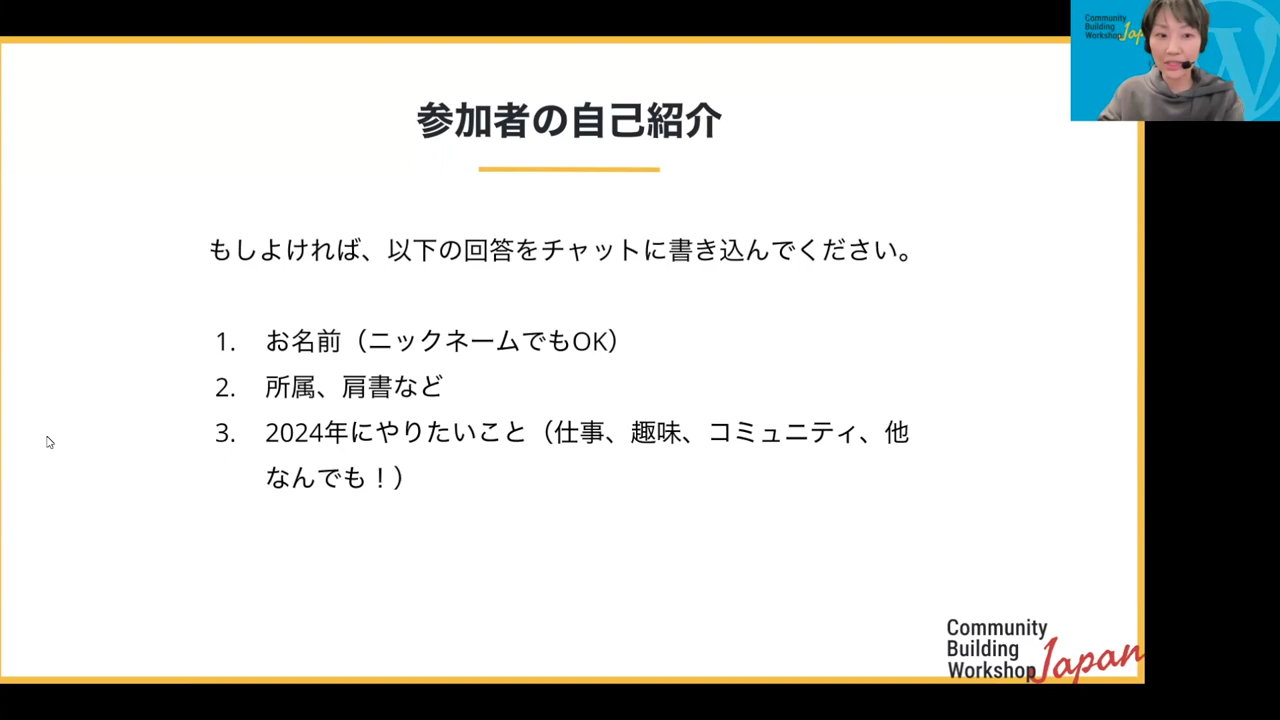 参加者の自己紹介
もしよければ、以下の回答をチャットに書き込んでください。
1. お名前（ニックネームでもOK）
2. 所属、肩書など
3. 2024年にやりたいこと（仕事、趣味、コミュニティ、他
なんでも！）
Community
Building
Workshop Japan
Community
Building
Workshop Jap